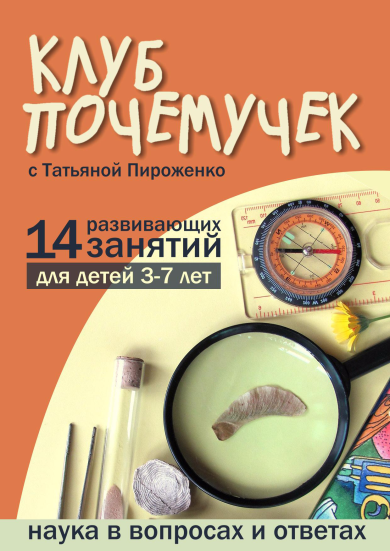 КЛУБ
ПОЧЕМУЧЕК
с Татьяной Пироженко
14 развивающих
занятий
для детей 3-7 лет
наука в вопросах и ответах